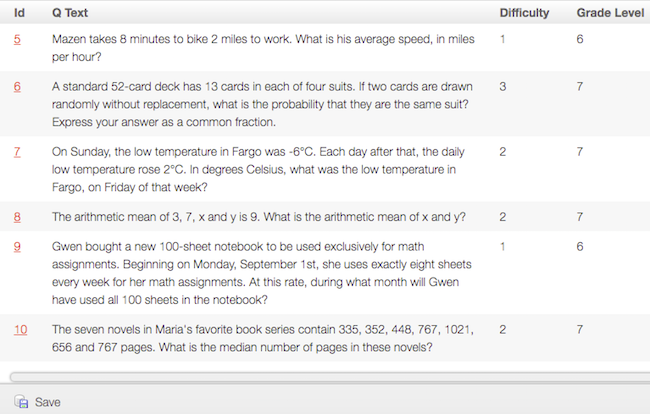 Id Q Text Difficulty Grade Level
5 Mazen takes 8 minutes to bike 2 miles to work. What is his average speed, in miles 1 6
per hour?
6 A standard 52-card deck has 13 cards in each of four suits. If two cards are drawn 3 7
randomly without replacement, what is the probability that they are the same suit?
Express your answer as a common fraction.
7 On Sunday, the low temperature in Fargo was -6°C. Each day after that, the daily 2 7
low temperature rose 2°C. In degrees Celsius, what was the low temperature in
Fargo, on Friday of that week?
8 The arithmetic mean of 3, 7, x and y is 9. What is the arithmetic mean of x and y? 2 7
9 Gwen bought a new 100-sheet notebook to be used exclusively for math 1 6
assignments. Beginning on Monday, September 1st, she uses exactly eight sheets
every week for her math assignments. At this rate, during what month will Gwen
have used all 100 sheets in the notebook?
10 The seven novels in Maria's favorite book series contain 335, 352, 448, 767, 1021, 2 7
656 and 767 pages. What is the median number of pages in these novels?
Save